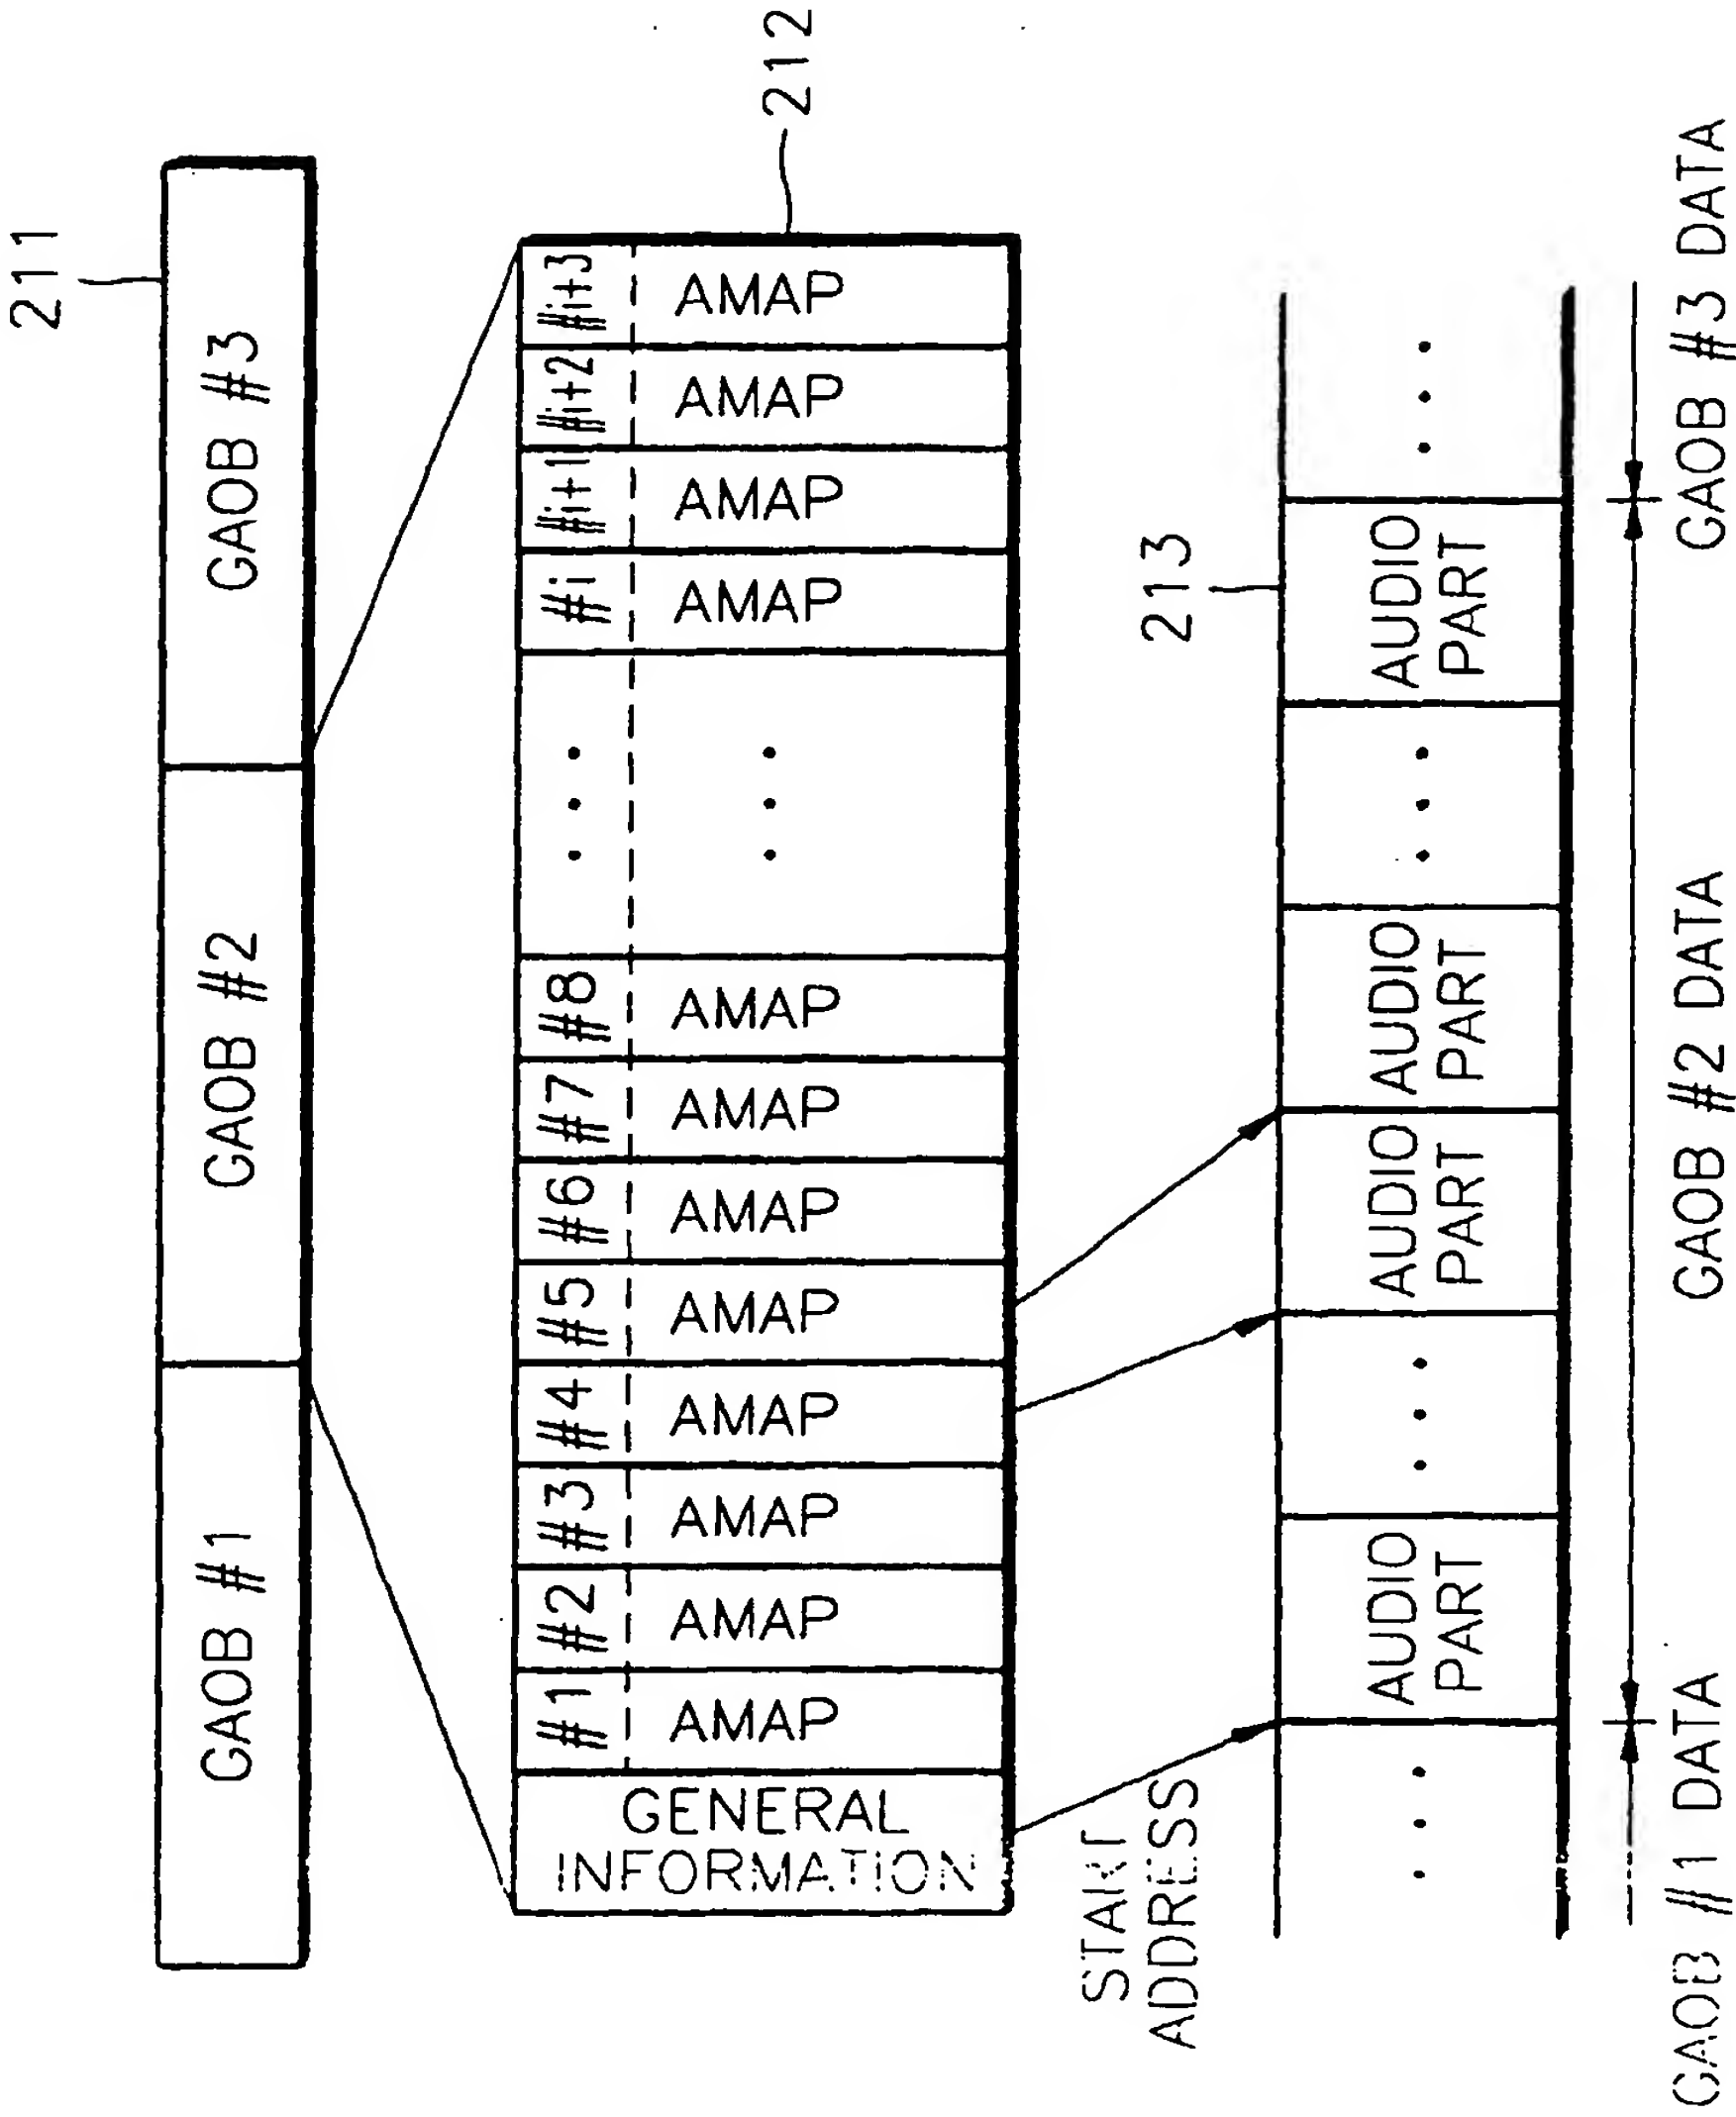 211
GAOB #1
GAOB #2
GAOB #3
212
GENERAL
INFORMATION
#1
#2
#3
#4
#5
#6
#7
#8
• • •
#i
#i+1
#i+2
#i+3
AMAP
AMAP
AMAP
AMAP
AMAP
AMAP
AMAP
AMAP
• • •
AMAP
AMAP
AMAP
AMAP
START
ADDRESS
213
• • •
AUDIO
PART
• • •
AUDIO
PART
AUDIO
PART
• • •
AUDIO
PART
• • •
GAOB #1 DATA
GAOB #2 DATA
GAOB #3 DATA